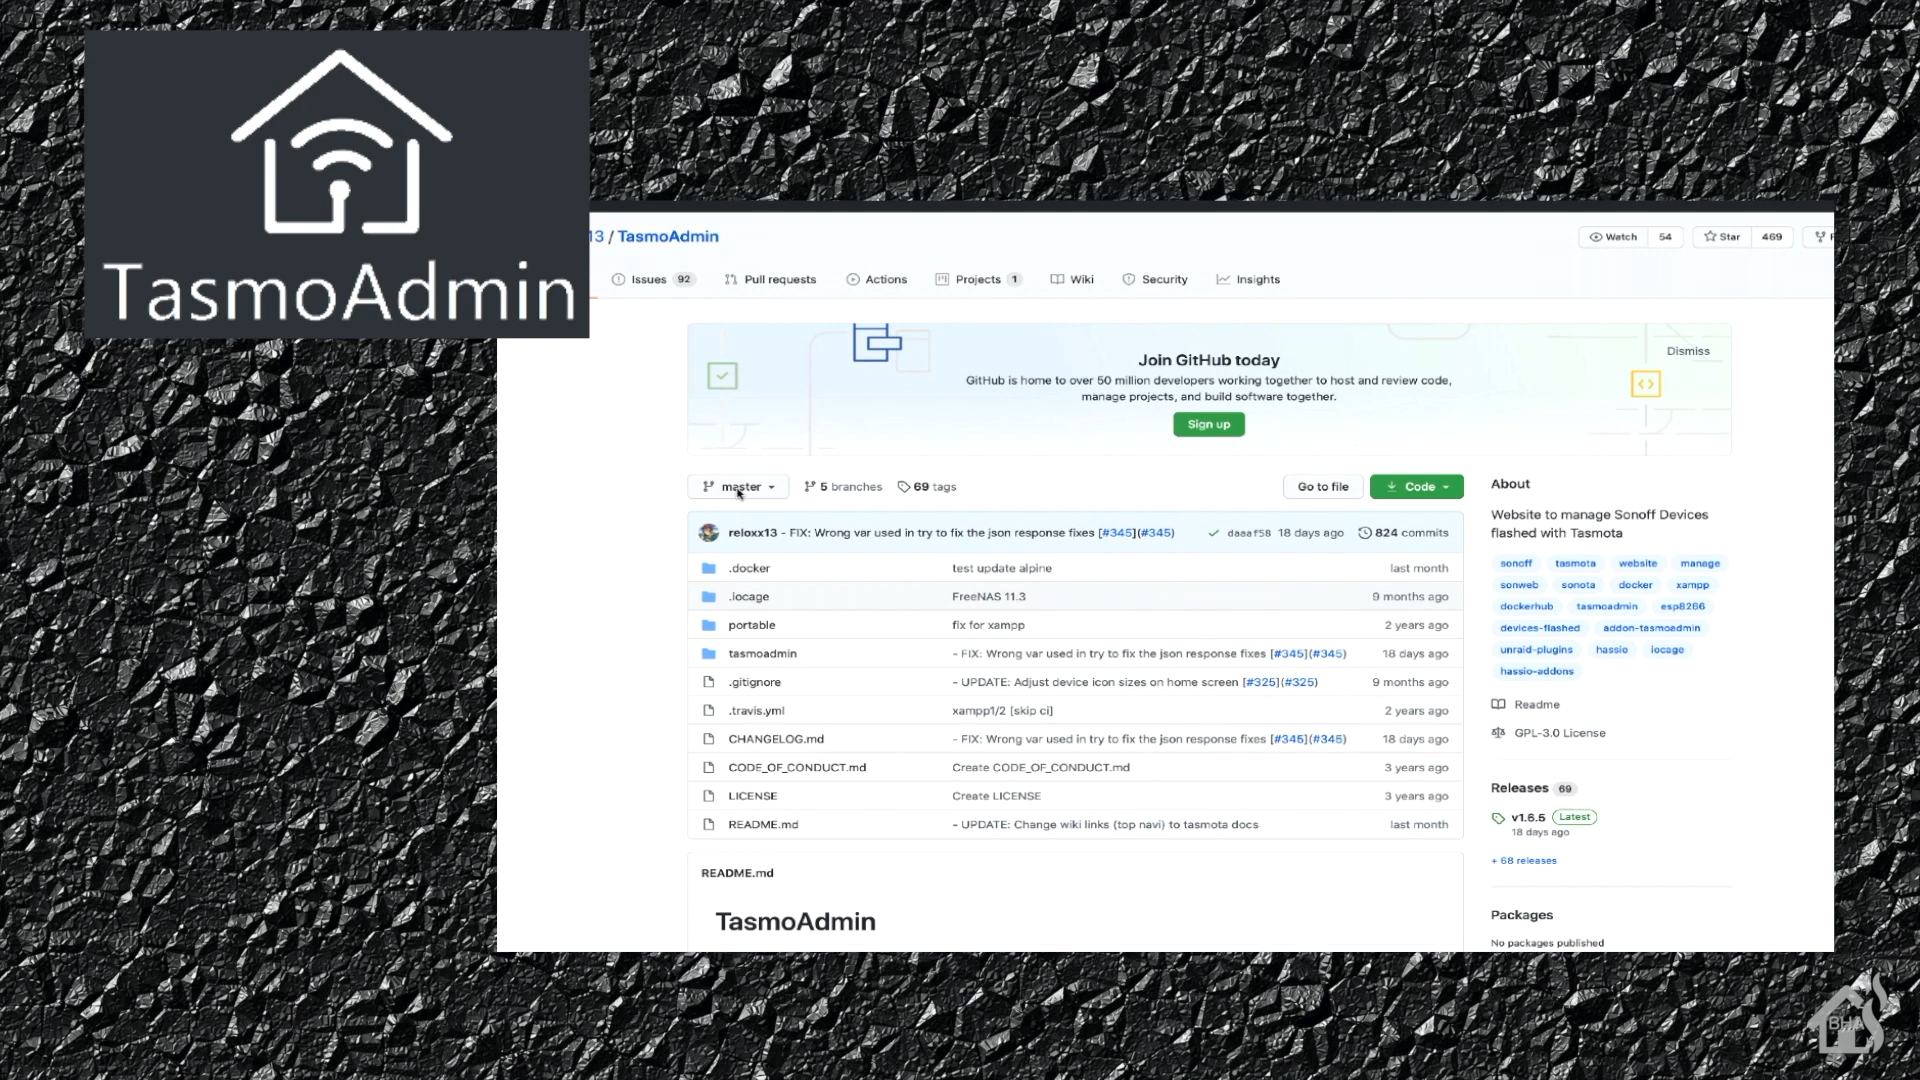 TasmoAdmin
13 / TasmoAdmin
Watch 54 Star 469 F
Issues 92 Pull requests Actions Projects 1 Wiki Security Insights
Join GitHub today
Dismiss
GitHub is home to over 50 million developers working together to host and review code,
manage projects, and build software together.
Sign up
master 5 branches 69 tags Go to file Code
reloxx13 - FIX: Wrong var used in try to fix the json response fixes [#345](#345) daaaf58 18 days ago 824 commits
.docker test update alpine last month
.iocage FreeNAS 11.3 9 months ago
portable fix for xampp 2 years ago
tasmoadmin - FIX: Wrong var used in try to fix the json response fixes [#345](#345) 18 days ago
.gitignore - UPDATE: Adjust device icon sizes on home screen [#325](#325) 9 months ago
.travis.yml xampp1/2 [skip ci] 2 years ago
CHANGELOG.md - FIX: Wrong var used in try to fix the json response fixes [#345](#345) 18 days ago
CODE_OF_CONDUCT.md Create CODE_OF_CONDUCT.md 3 years ago
LICENSE Create LICENSE 3 years ago
README.md - UPDATE: Change wiki links (top navi) to tasmota docs last month
README.md
TasmoAdmin
About
Website to manage Sonoff Devices
flashed with Tasmota
sonoff tasmota website manage
sonweb sonota docker xampp
dockerhub tasmoadmin esp8266
devices-flashed addon-tasmoadmin
unraid-plugins hassio iocage
hassio-addons
Readme
GPL-3.0 License
Releases 69
v1.6.5 Latest
18 days ago
+ 68 releases
Packages
No packages published
BHA